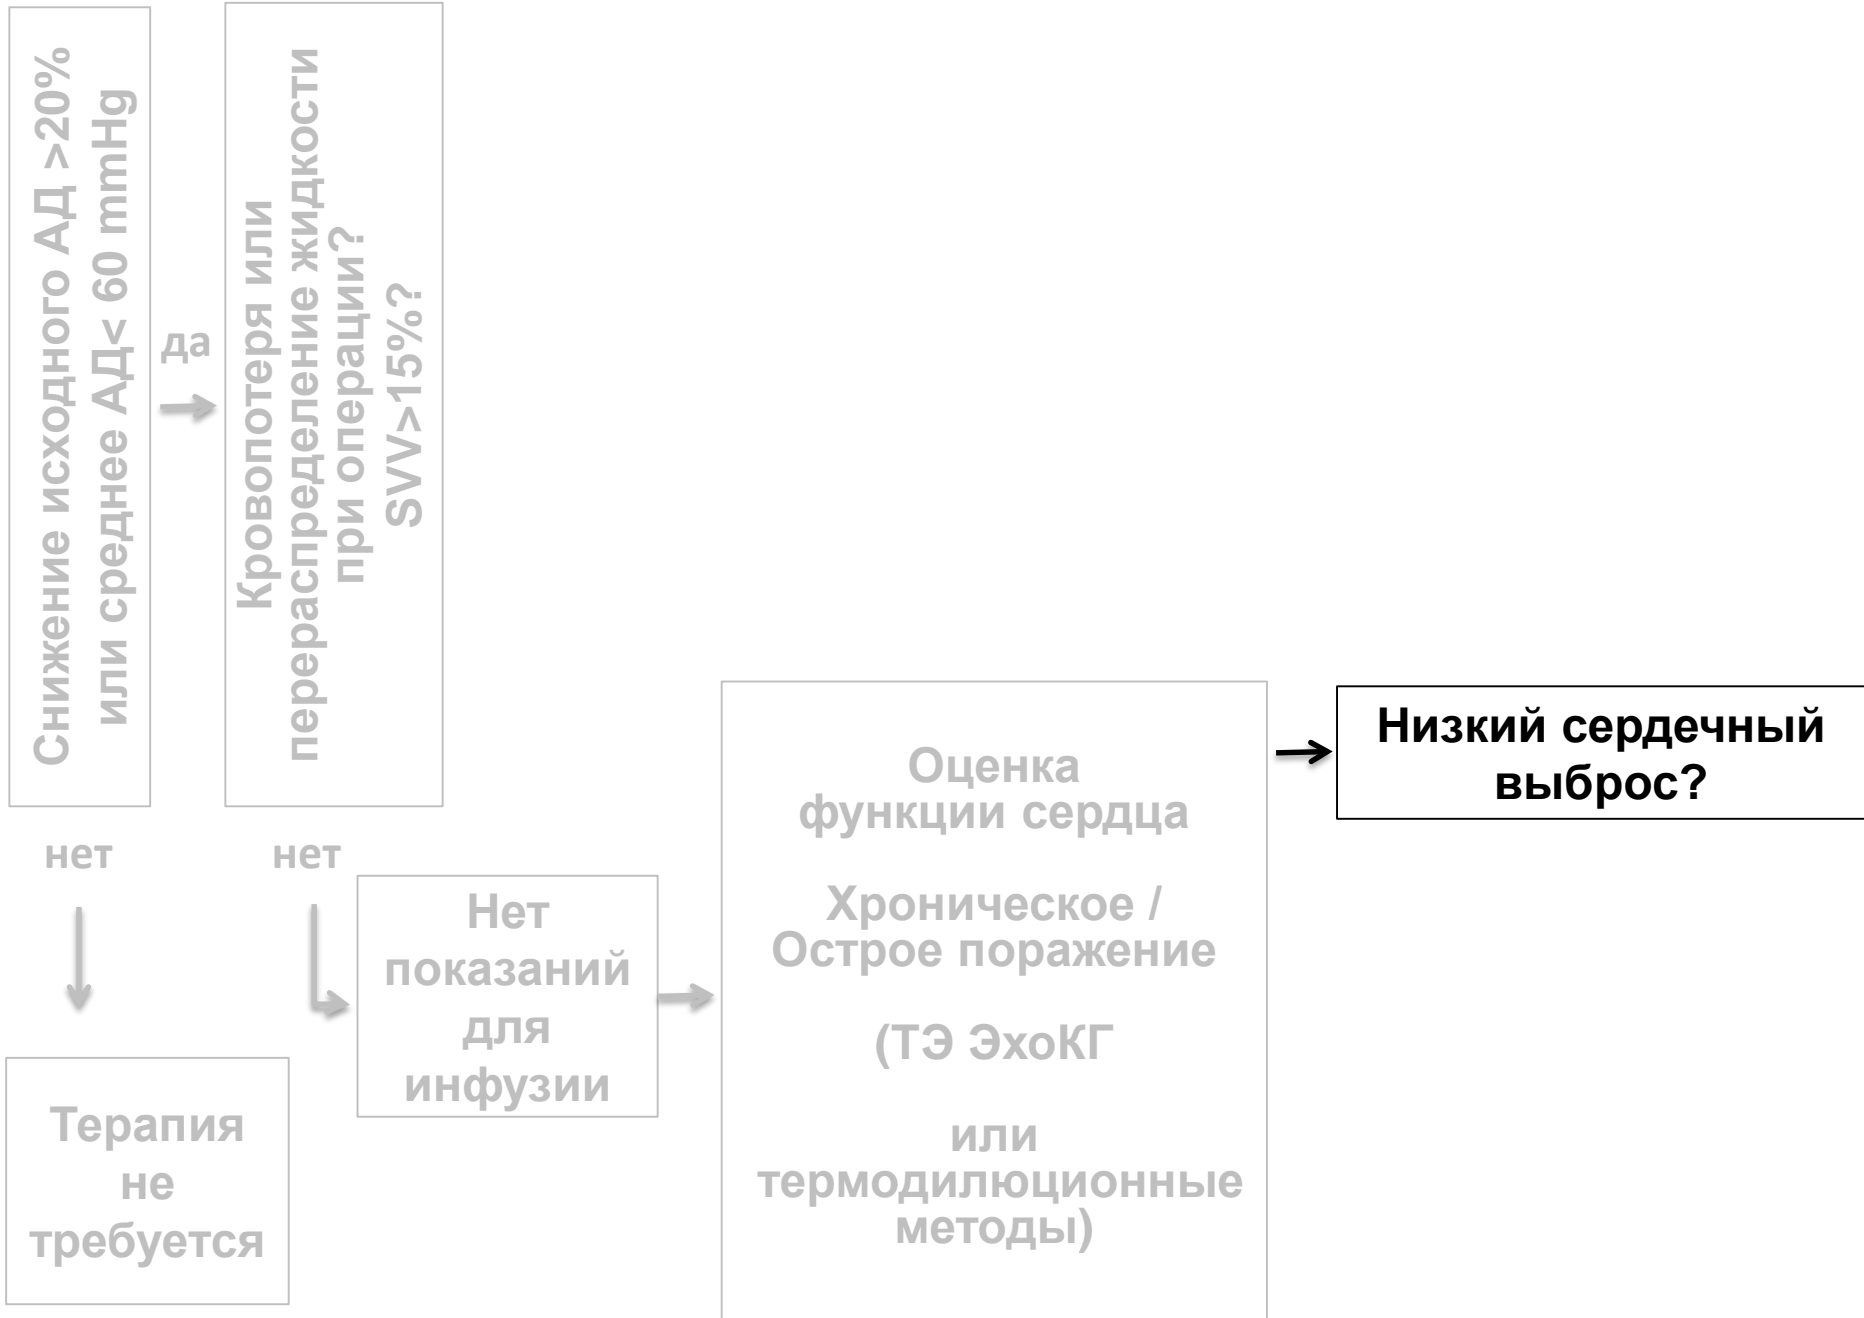 Снижение исходного АД >20%
или среднее АД< 60 mmHg
да
Кровопотеря или
перераспределение жидкости
при операции?
SVV>15%?
нет
Терапия
не
требуется
нет
Нет
показаний
для
инфузии
Оценка
функции сердца
Хроническое /
Острое поражение
(ТЭ ЭхоКГ
или
термодилюционные
методы)
Низкий сердечный
выброс?